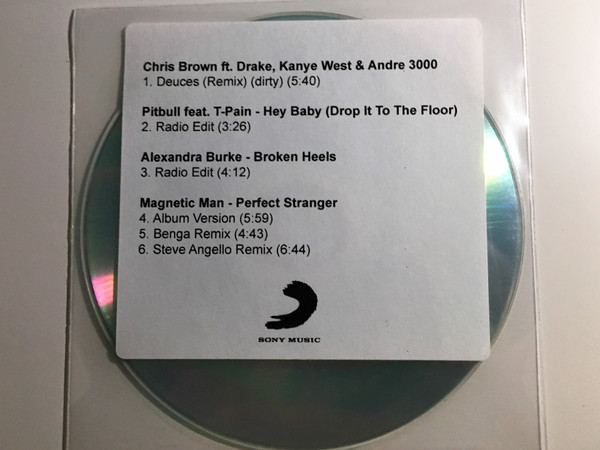 Chris Brown ft. Drake, Kanye West & Andre 3000
1. Deuces (Remix) (dirty) (5:40)
Pitbull feat. T-Pain - Hey Baby (Drop It To The Floor)
2. Radio Edit (3:26)
Alexandra Burke - Broken Heels
3. Radio Edit (4:12)
Magnetic Man - Perfect Stranger
4. Album Version (5:59)
5. Benga Remix (4:43)
6. Steve Angello Remix (6:44)
SONY MUSIC